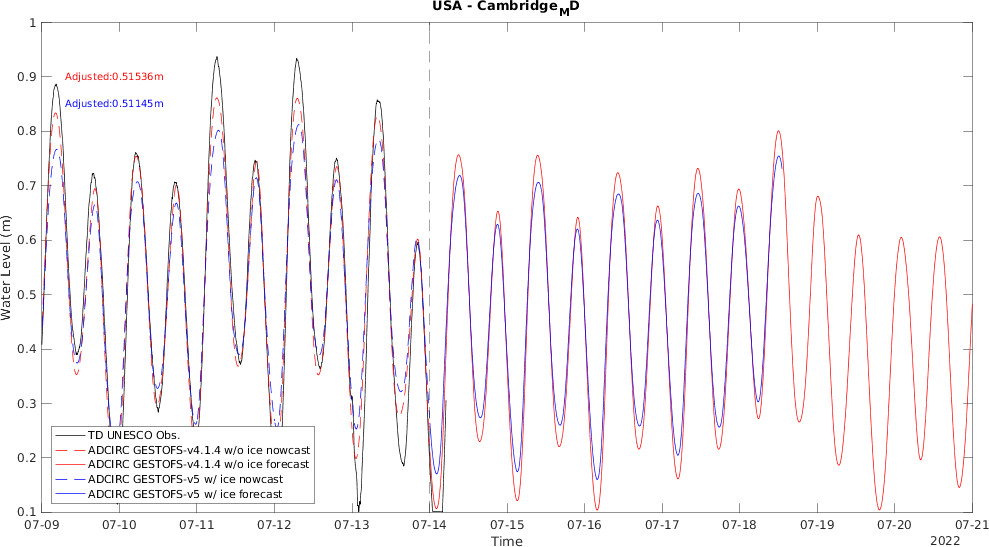 USA - Cambridge_MD
Adjusted:0.51536m
Adjusted:0.51145m
Water Level (m)
1
0.9
0.8
0.7
0.6
0.5
0.4
0.3
0.2
0.1
TD UNESCO Obs.
ADCIRC GESTOFS-v4.1.4 w/o ice nowcast
ADCIRC GESTOFS-v4.1.4 w/o ice forecast
ADCIRC GESTOFS-v5 w/ ice nowcast
ADCIRC GESTOFS-v5 w/ ice forecast
07-09 07-10 07-11 07-12 07-13 07-14 07-15 07-16 07-17 07-18 07-19 07-20 07-21
Time
2022